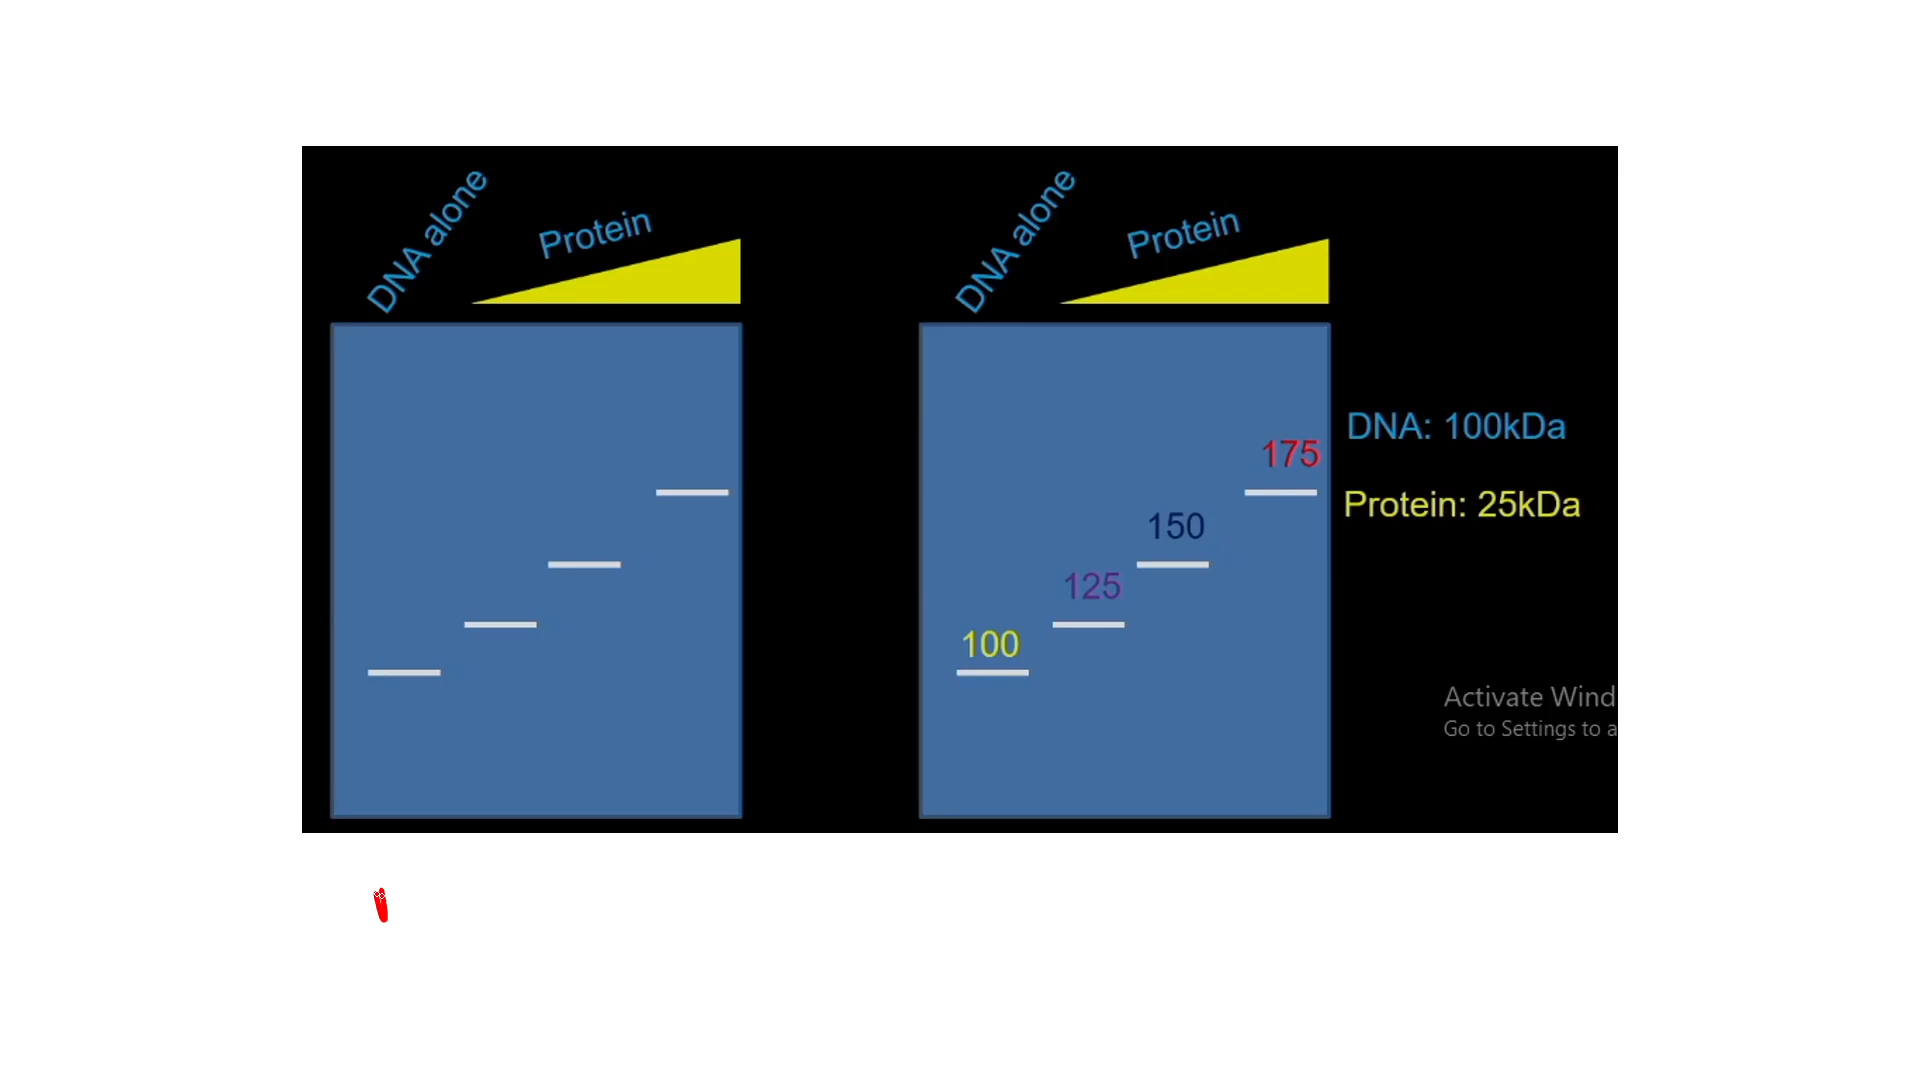 DNA alone
Protein
DNA alone
Protein
DNA: 100kDa
175
Protein: 25kDa
150
125
100
Activate Wind
Go to Settings to a